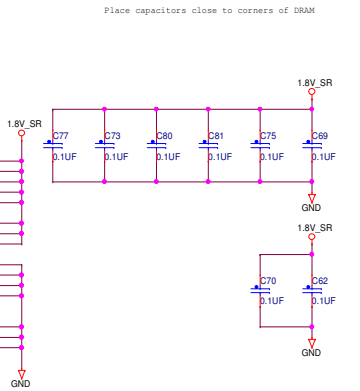 Place capacitors close to corners of DRAM
1.8V_SR
1.8V_SR
C77 C73 C80 C81 C75 C69
0.1UF 0.1UF 0.1UF 0.1UF 0.1UF 0.1UF
GND
1.8V_SR
C70 C62
0.1UF 0.1UF
GND
GND